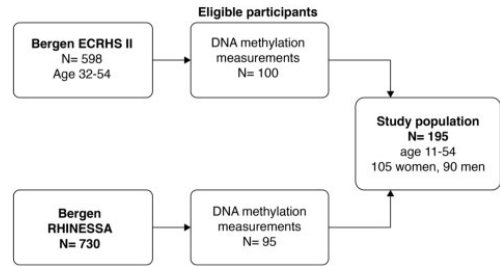 Eligible participants
Bergen ECRHS II
N= 598
Age 32-54
DNA methylation
measurements
N= 100
Study population
N= 195
age 11-54
105 women, 90 men
Bergen
RHINESSA
N= 730
DNA methylation
measurements
N= 95